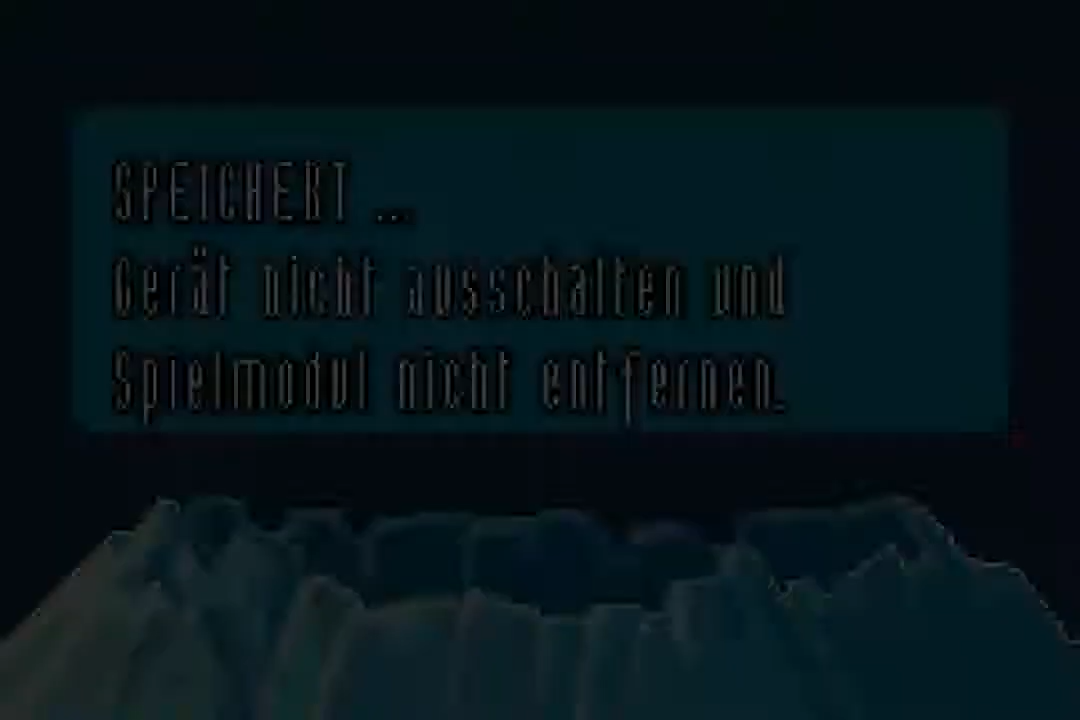 SPEICHERT ...
Gerät nicht ausschalten und
Spielmodul nicht entfernen.